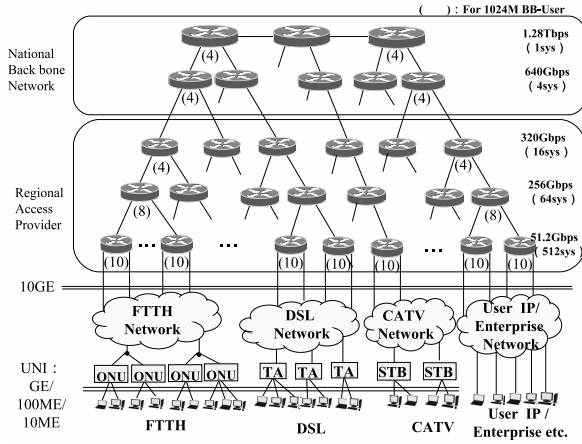 ( ) : For 1024M BB-User
National
Back bone
Network
1.28Tbps
( 1sys )
(4) (4)
640Gbps
( 4sys )
(4) (4)
Regional
Access
Provider
320Gbps
( 16sys )
(4) (4)
256Gbps
( 64sys )
(8) (8)
51.2Gbps
( 512sys )
... ... ... ...
(10) (10) (10) (10) (10) (10) (10)
10GE
FTTH
Network
DSL
Network
CATV
Network
User IP/
Enterprise
Network
UNI :
GE/
100ME/
10ME
ONU ONU ONU ONU TA TA TA STB STB
FTTH DSL CATV User IP /
Enterprise etc.